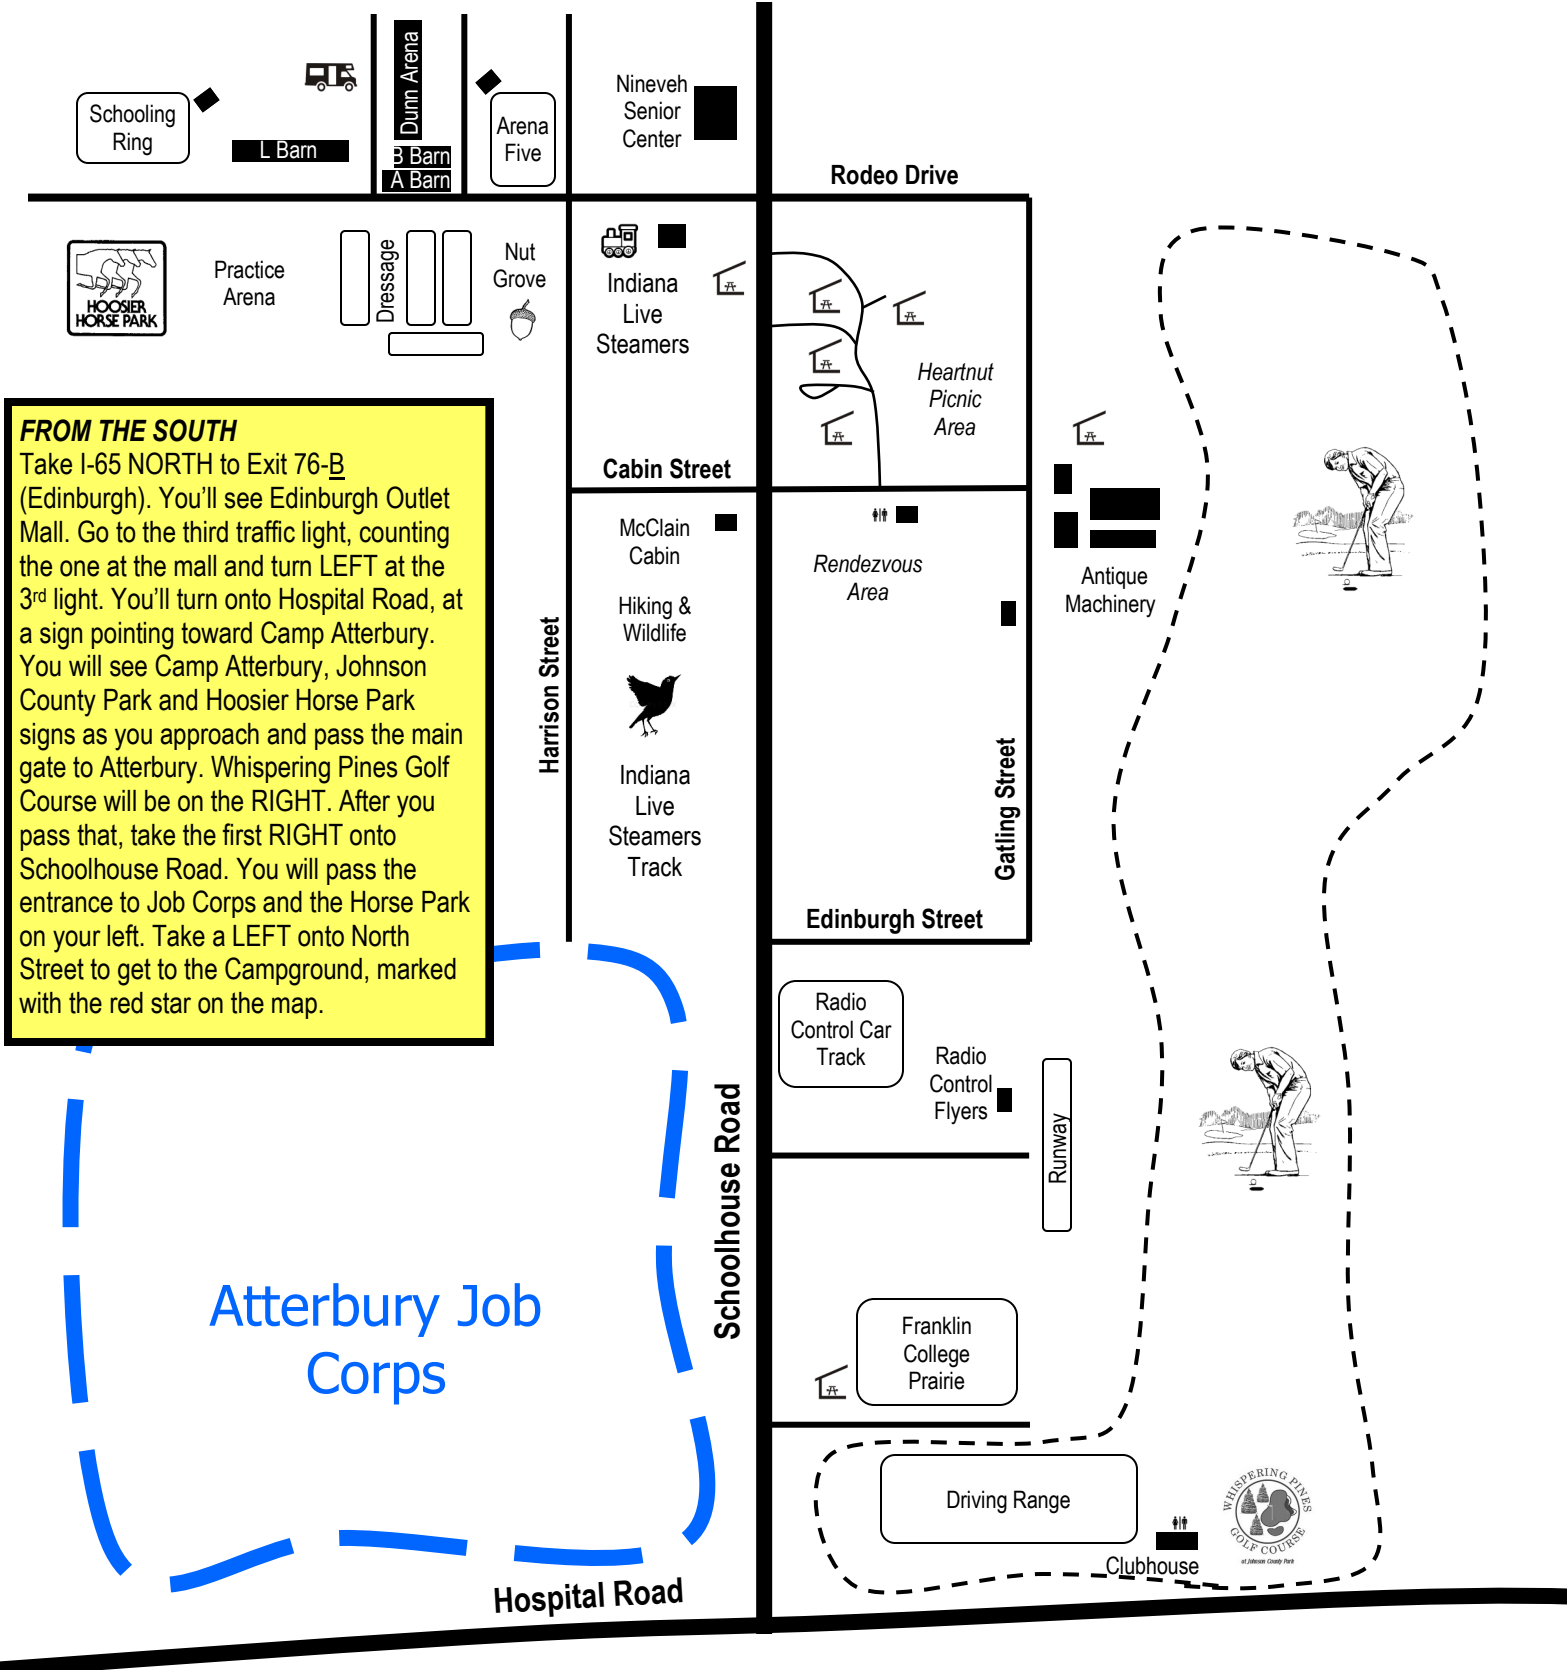 Schooling
Ring
L Barn
Dunn Arena
B Barn
A Barn
Arena
Five
Nineveh
Senior
Center
Rodeo Drive
HOOSIER
HORSE PARK
Practice
Arena
Dressage
Nut
Grove
Indiana
Live
Steamers
Heartnut
Picnic
Area
Cabin Street
FROM THE SOUTH
Take I-65 NORTH to Exit 76-B
(Edinburgh). You'll see Edinburgh Outlet
Mall. Go to the third traffic light, counting
the one at the mall and turn LEFT at the
3rd light. You'll turn onto Hospital Road, at
a sign pointing toward Camp Atterbury.
You will see Camp Atterbury, Johnson
County Park and Hoosier Horse Park
signs as you approach and pass the main
gate to Atterbury. Whispering Pines Golf
Course will be on the RIGHT. After you
pass that, take the first RIGHT onto
Schoolhouse Road. You will pass the
entrance to Job Corps and the Horse Park
on your left. Take a LEFT onto North
Street to get to the Campground, marked
with the red star on the map.
McClain
Cabin
Hiking &
Wildlife
Harrison Street
Indiana
Live
Steamers
Track
Rendezvous
Area
Antique
Machinery
Gatling Street
Edinburgh Street
Radio
Control Car
Track
Radio
Control
Flyers
Runway
Schoolhouse Road
Atterbury Job
Corps
Franklin
College
Prairie
Driving Range
Clubhouse
WHISPERING PINES
GOLF COURSE
at Johnson County Park
Hospital Road